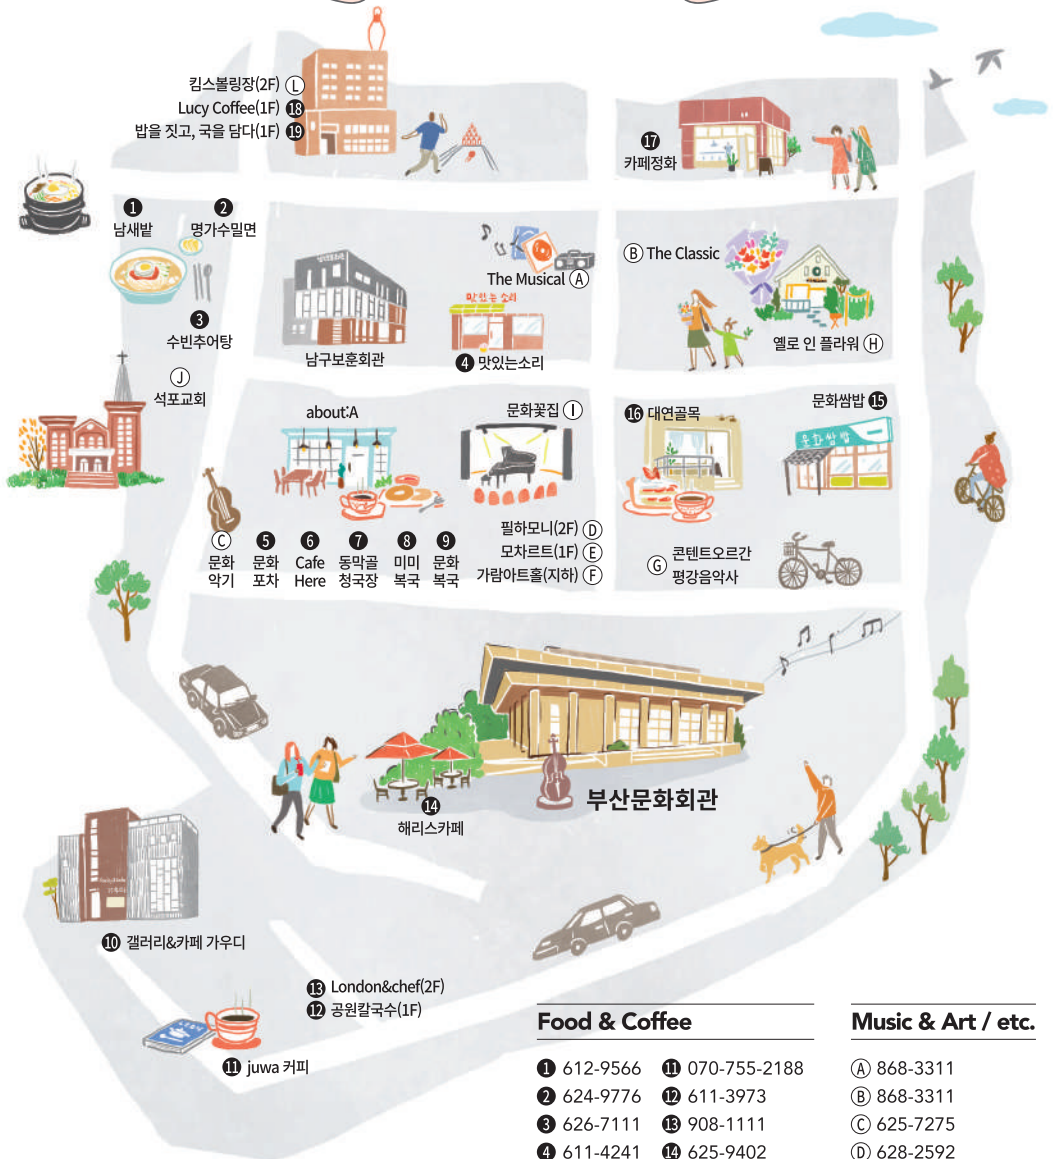 킴스볼링장(2F) Ⓛ
Lucy Coffee(1F) ⓲
밥을 짓고, 국을 담다(1F) ⓳
⓱
카페정화
❶
남새밭
❷
명가수밀면
❸
수빈추어탕
Ⓙ
석포교회
남구보훈회관
The Musical Ⓐ
맛있는소리
❹ 맛있는소리
Ⓑ The Classic
옐로 인 플라워 Ⓗ
about:A
문화꽃집 Ⓘ
⓰ 대연골목
문화쌈밥 ⓯
문화쌈밥
필하모니(2F) Ⓓ
모차르트(1F) Ⓔ
가람아트홀(지하) Ⓕ
Ⓒ
문화
악기
❺
문화
포차
❻
Cafe
Here
❼
동막골
청국장
❽
미미
복국
❾
문화
복국
Ⓖ 콘텐트오르간
평강음악사
부산문화회관
⓮
해리스카페
❿ 갤러리&카페 가우디
⓭ London&chef(2F)
⓬ 공원칼국수(1F)
⓫ juwa 커피
Food & Coffee
❶ 612-9566
❷ 624-9776
❸ 626-7111
❹ 611-4241
⓫ 070-755-2188
⓬ 611-3973
⓭ 908-1111
⓮ 625-9402
Music & Art / etc.
Ⓐ 868-3311
Ⓑ 868-3311
Ⓒ 625-7275
Ⓓ 628-2592